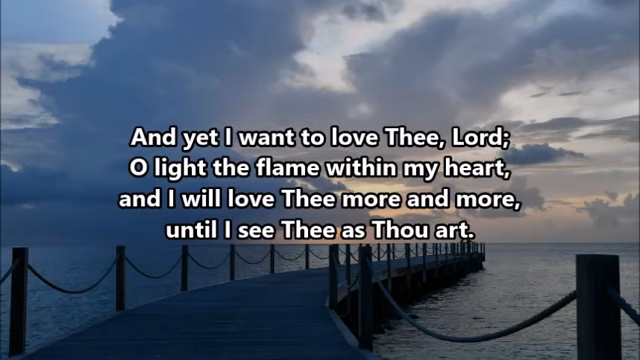 And yet I want to love Thee, Lord;
O light the flame within my heart,
and I will love Thee more and more,
until I see Thee as Thou art.